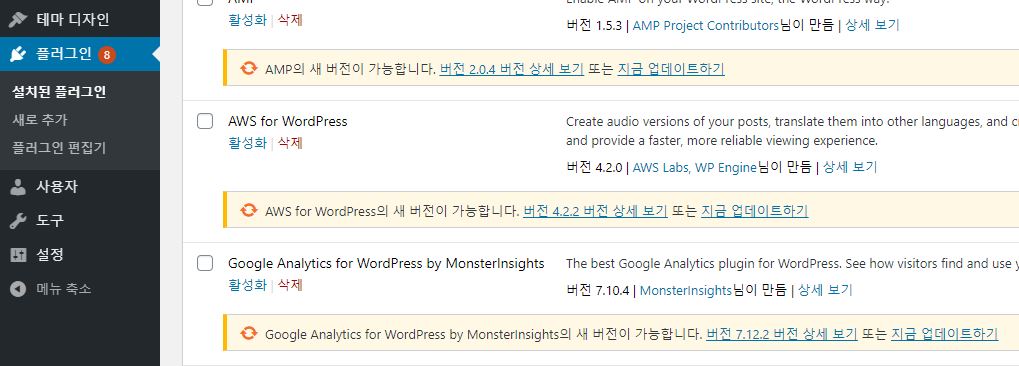 테마 디자인
플러그인 8
설치된 플러그인
새로 추가
플러그인 편집기
사용자
도구
설정
메뉴 축소
AMP
Enable AMP on your WordPress site, the WordPress way.
활성화 | 삭제
버전 1.5.3 | AMP Project Contributors님이 만듦 | 상세 보기
AMP의 새 버전이 가능합니다. 버전 2.0.4 버전 상세 보기 또는 지금 업데이트하기
AWS for WordPress
활성화 | 삭제
Create audio versions of your posts, translate them into other languages, and
and provide a faster, more reliable viewing experience.
버전 4.2.0 | AWS Labs, WP Engine님이 만듦 | 상세 보기
AWS for WordPress의 새 버전이 가능합니다. 버전 4.2.2 버전 상세 보기 또는 지금 업데이트하기
Google Analytics for WordPress by MonsterInsights
활성화 | 삭제
The best Google Analytics plugin for WordPress. See how visitors find and use
버전 7.10.4 | MonsterInsights님이 만듦 | 상세 보기
Google Analytics for WordPress by MonsterInsights의 새 버전이 가능합니다. 버전 7.12.2 버전 상세 보기 또는 지금 업데이트하기